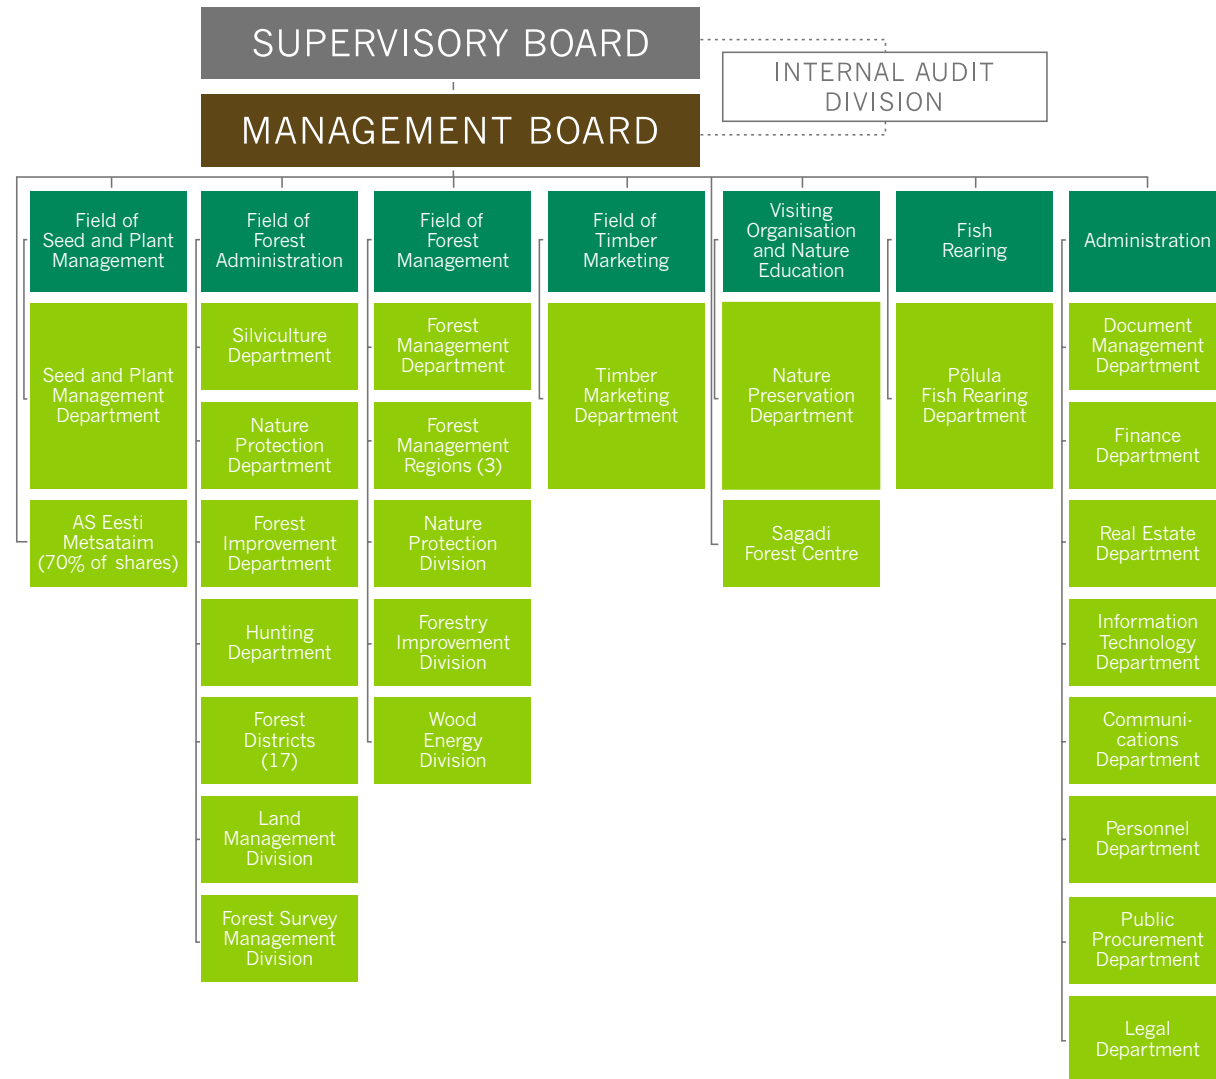 SUPERVISORY BOARD
INTERNAL AUDIT
DIVISION
MANAGEMENT BOARD
Field of
Seed and Plant
Management
Seed and Plant
Management
Department
AS Eesti
Metsataim
(70% of shares)
Field of
Forest
Administration
Silviculture
Department
Nature
Protection
Department
Forest
Improvement
Department
Hunting
Department
Forest
Districts
(17)
Land
Management
Division
Forest Survey
Management
Division
Field of
Forest
Management
Forest
Management
Department
Forest
Management
Regions (3)
Nature
Protection
Division
Forestry
Improvement
Division
Wood
Energy
Division
Field of
Timber
Marketing
Timber
Marketing
Department
Visiting
Organisation
and Nature
Education
Nature
Preservation
Department
Sagadi
Forest Centre
Fish
Rearing
Põlula
Fish Rearing
Department
Administration
Document
Management
Department
Finance
Department
Real Estate
Department
Information
Technology
Department
Communi-
cations
Department
Personnel
Department
Public
Procurement
Department
Legal
Department